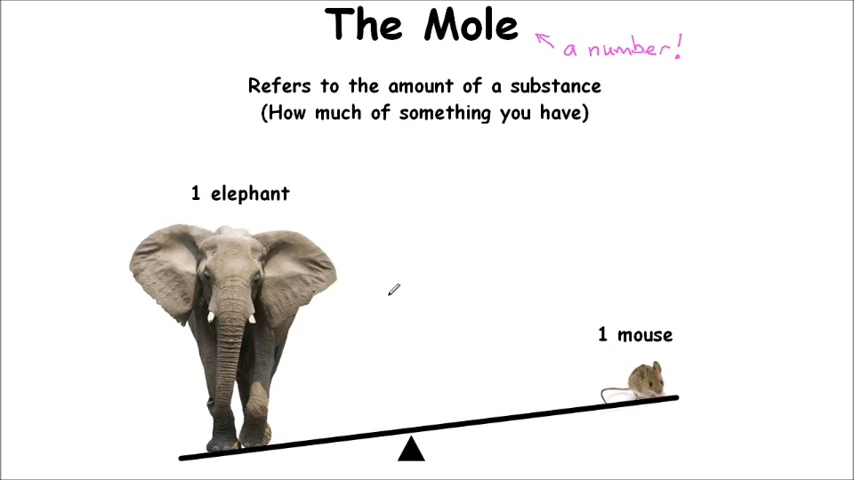 The Mole
a number!
Refers to the amount of a substance
(How much of something you have)
1 elephant
1 mouse